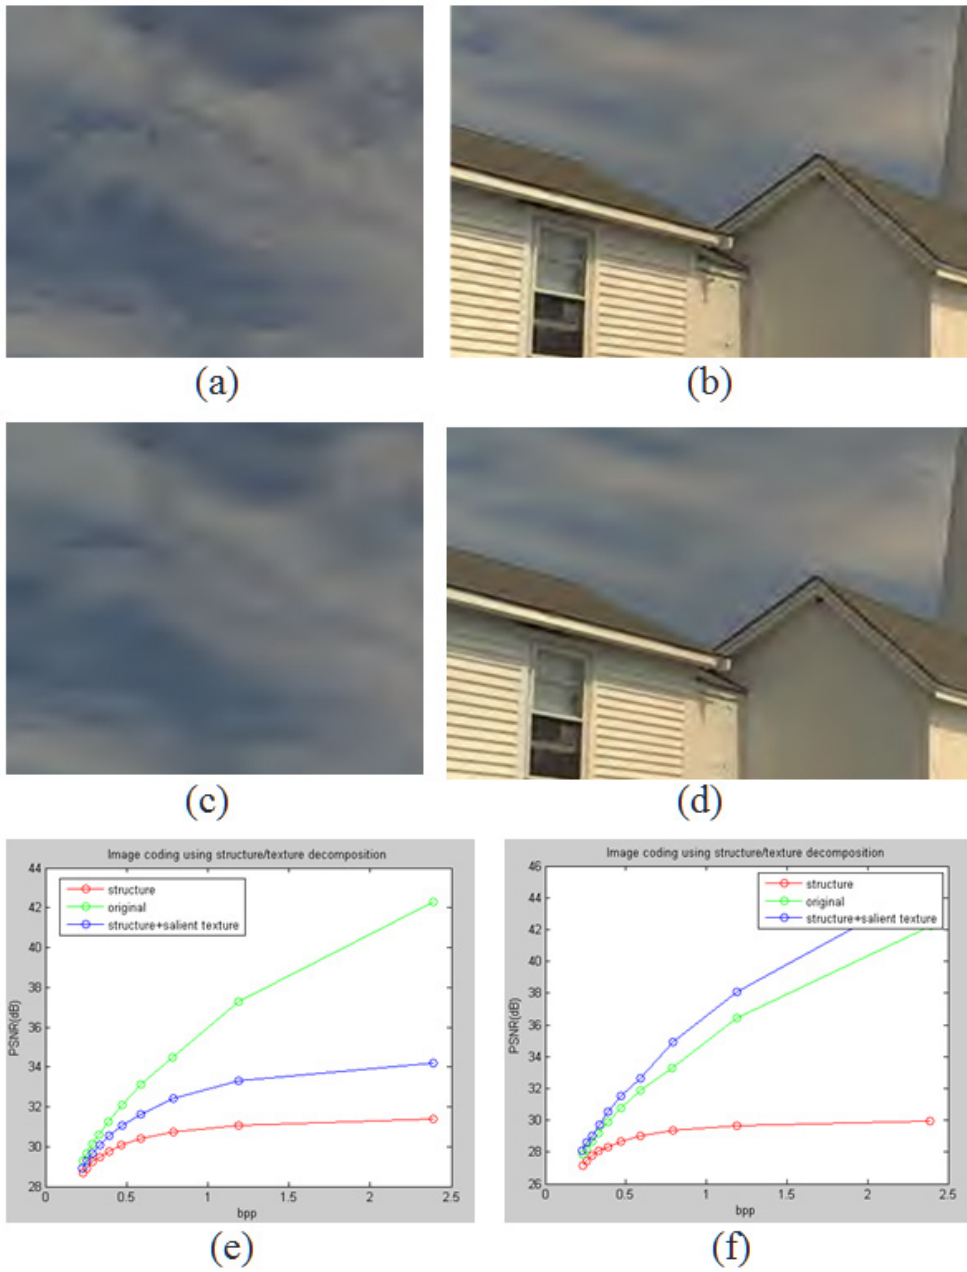 (a)
(b)
(c)
(d)
Image coding using structure/texture decomposition
44
42
40
38
36
34
32
30
28
0
0.5
1
1.5
2
2.5
PSNR(dB)
bpp
structure
original
structure+salient texture
(e)
Image coding using structure/texture decomposition
46
44
42
40
38
36
34
32
30
28
26
0
0.5
1
1.5
2
2.5
PSNR(dB)
bpp
structure
original
structure+salient texture
(f)